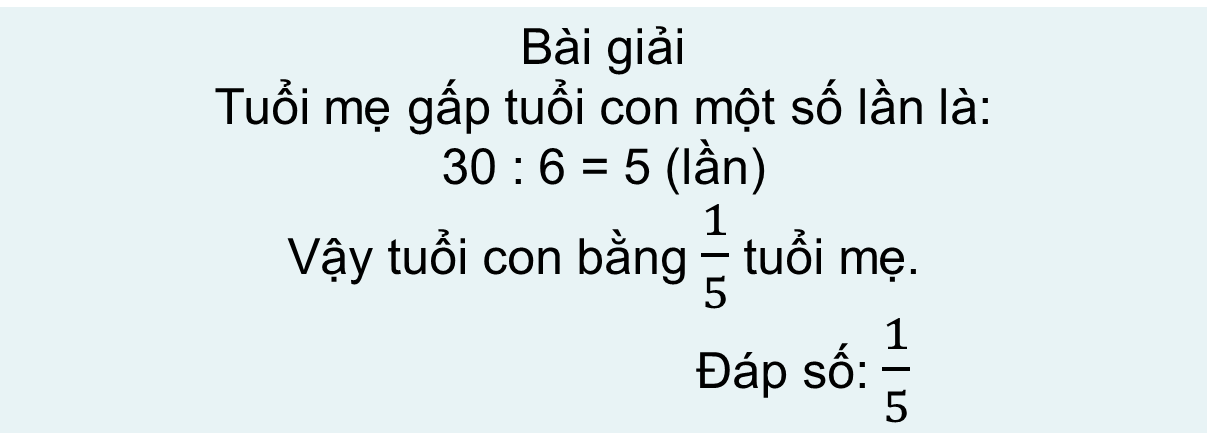 Bài giải
Tuổi mẹ gấp tuổi con một số lần là:
30 : 6 = 5 (lần)
Vậy tuổi con bằng 1/5 tuổi mẹ.
Đáp số: 1/5